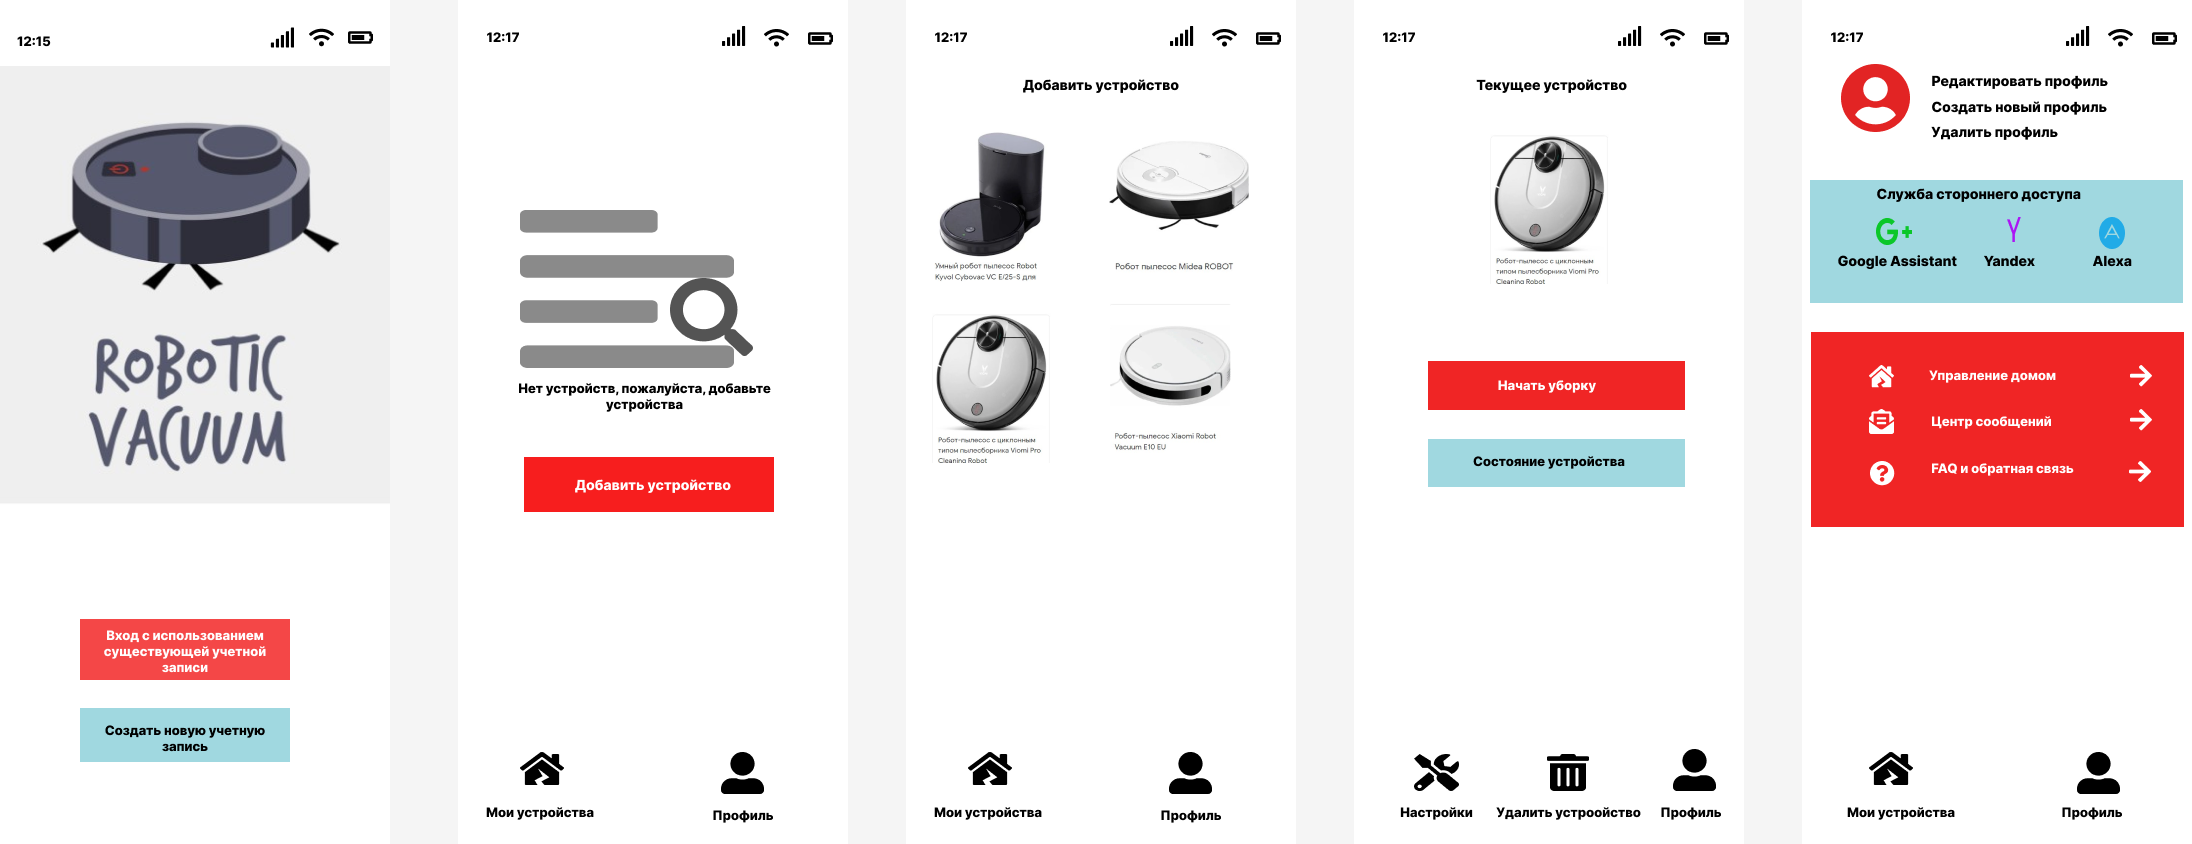 12:15
ROBOTIC
VACUUM
Вход с использованием
существующей учетной
записи
Создать новую учетную
запись
12:17
Нет устройств, пожалуйста, добавьте
устройства
Добавить устройство
Мои устройства
Профиль
12:17
Добавить устройство
Умный робот пылесос Robot
Kyvol Cybovac VC E/25-S для
Робот пылесос Midea ROBOT
Робот-пылесос с циклонным
типом пылесборника Viomi Pro
Cleaning Robot
Робот-пылесос Xiaomi Robot
Vacuum E10 EU
Мои устройства
Профиль
12:17
Текущее устройство
Робот-пылесос с циклонным
типом пылесборника Viomi Pro
Cleaning Robot
Начать уборку
Состояние устройства
Настройки
Удалить устроойство
Профиль
12:17
Редактировать профиль
Создать новый профиль
Удалить профиль
Служба стороннего доступа
G+
Google Assistant
Yandex
Alexa
Управление домом
Центр сообщений
FAQ и обратная связь
Мои устройства
Профиль